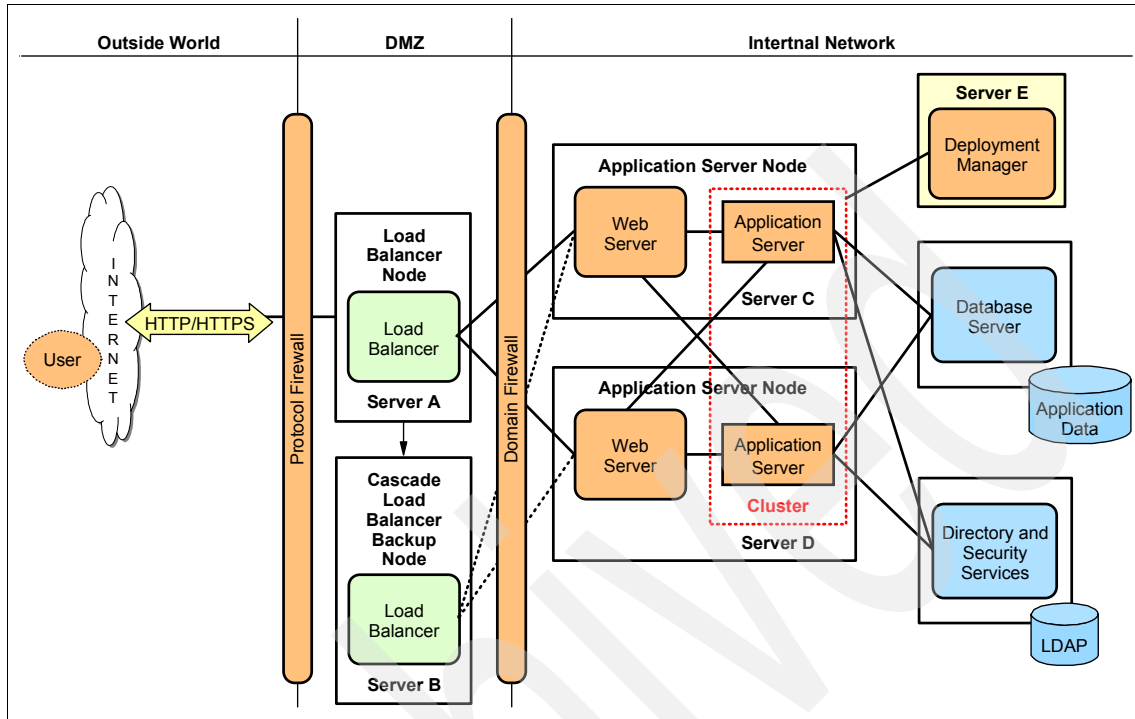 Outside World
DMZ
Intertnal Network
INTERNET
User
HTTP/HTTPS
Protocol Firewall
Load
Balancer
Node
Load
Balancer
Server A
Cascade
Load
Balancer
Backup
Node
Load
Balancer
Server B
Domain Firewall
Application Server Node
Web
Server
Application
Server
Server C
Application Server Node
Web
Server
Application
Server
Cluster
Server D
Server E
Deployment
Manager
Database
Server
Application
Data
Directory and
Security
Services
LDAP